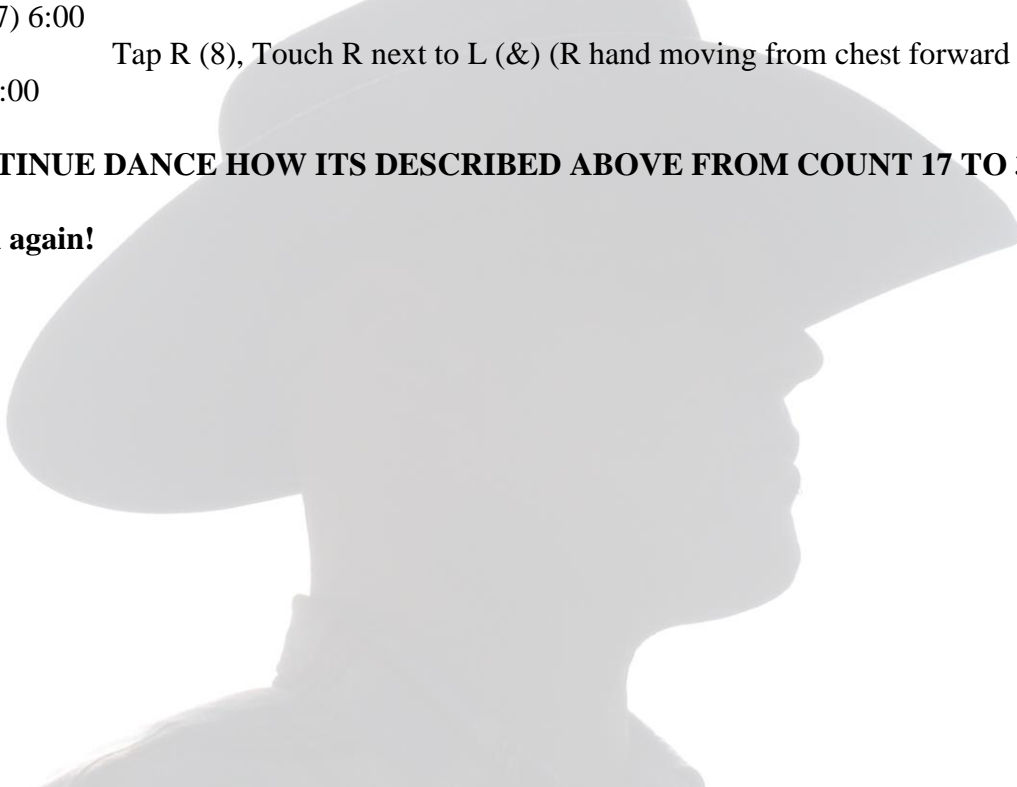 7) 6:00
Tap R (8), Touch R next to L (&) (R hand moving from chest forward
:00
TINUE DANCE HOW ITS DESCRIBED ABOVE FROM COUNT 17 TO
again!